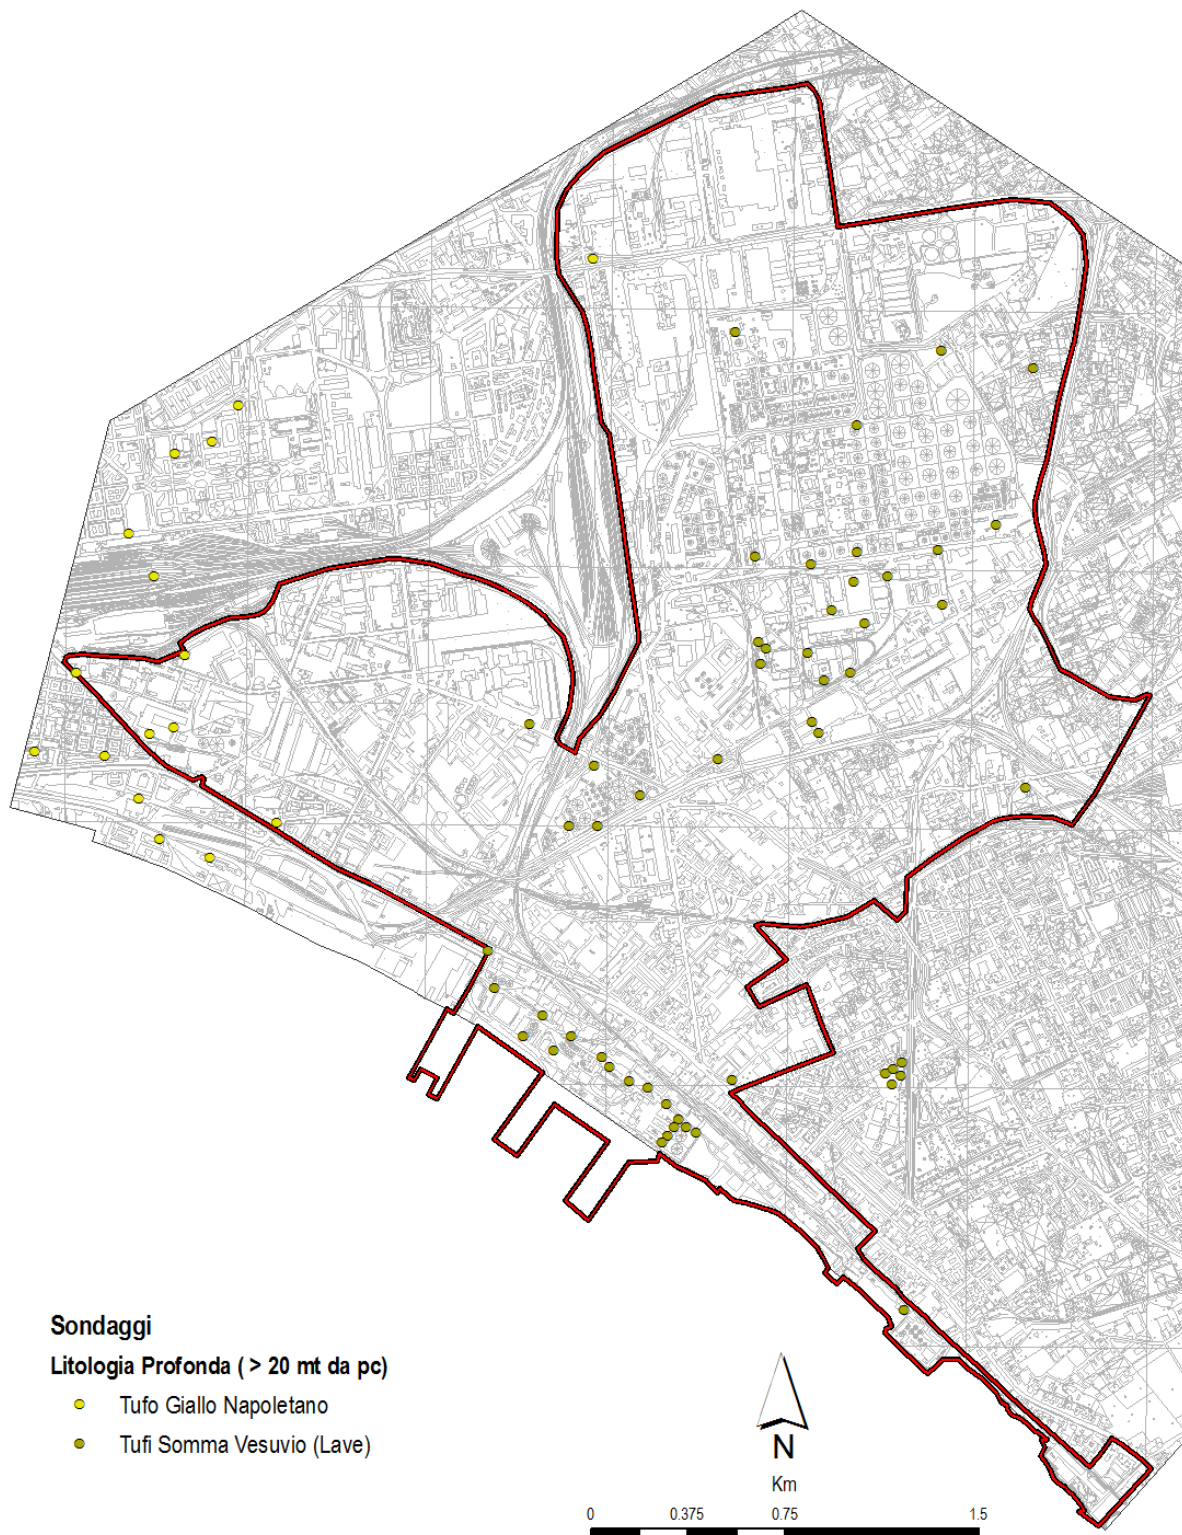 Sondaggi
Litologia Profonda ( > 20 mt da pc)
Tufo Giallo Napoletano
Tufi Somma Vesuvio (Lave)
N
Km
0 0.375 0.75 1.5